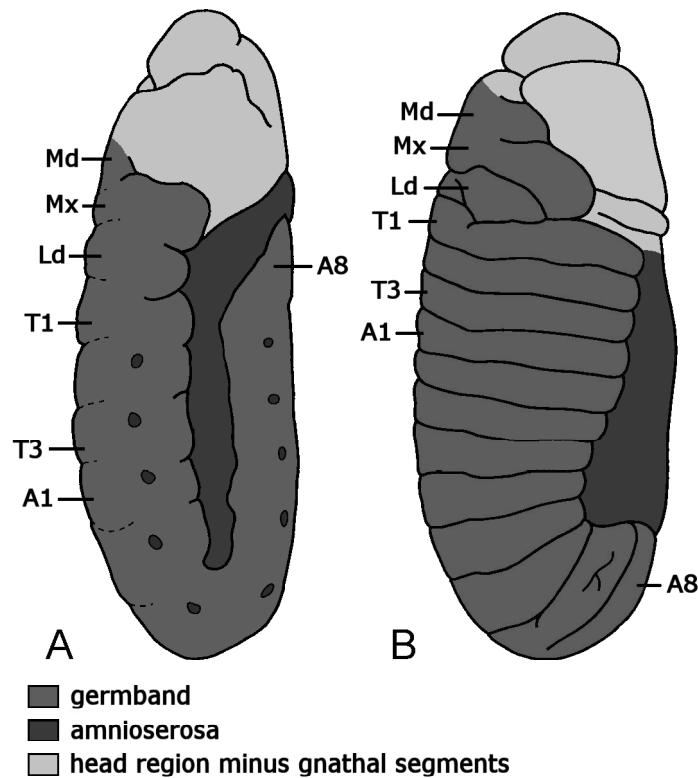 Md
Mx
Ld
T1
T3
A1
A8
A
Md
Mx
Ld
T1
T3
A1
A8
B
germband
amnioserosa
head region minus gnathal segments